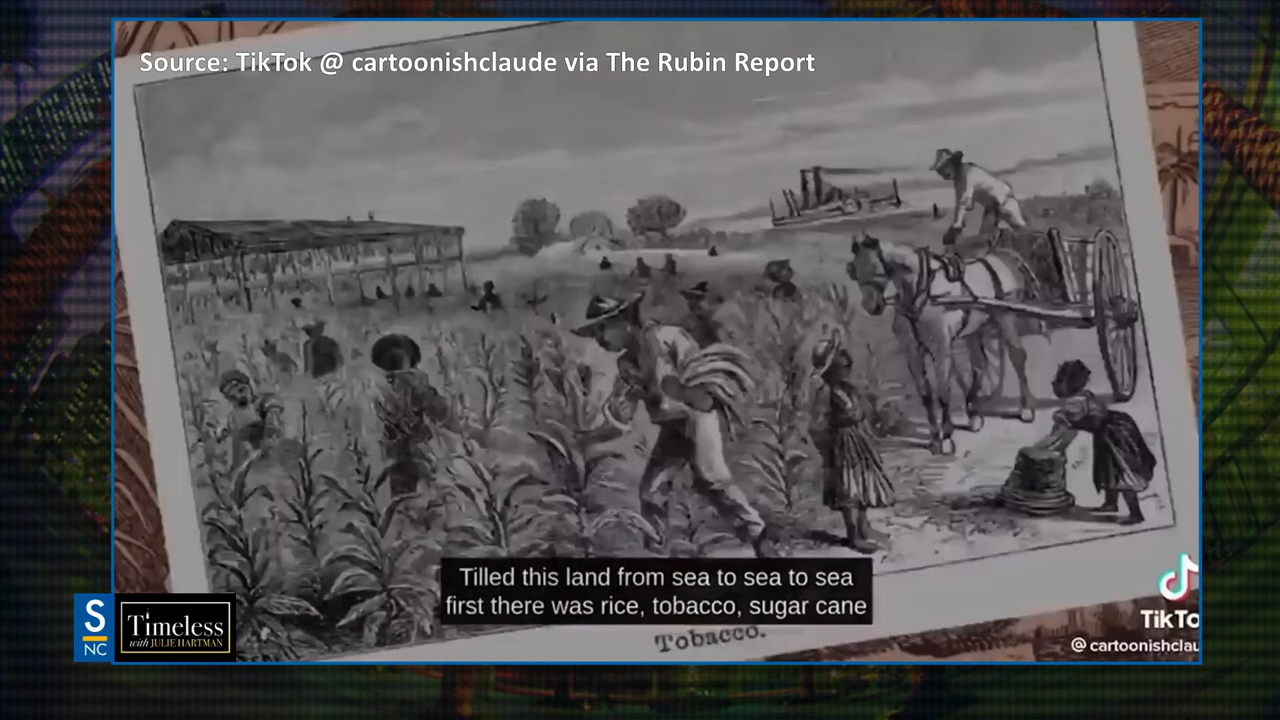 Source: TikTok @ cartoonishclaude via The Rubin Report
Tilled this land from sea to sea to sea
first there was rice, tobacco, sugar cane
Tobacco.
S
NC
Timeless
with JULIE HARTMAN
TikTo
@ cartoonishclau